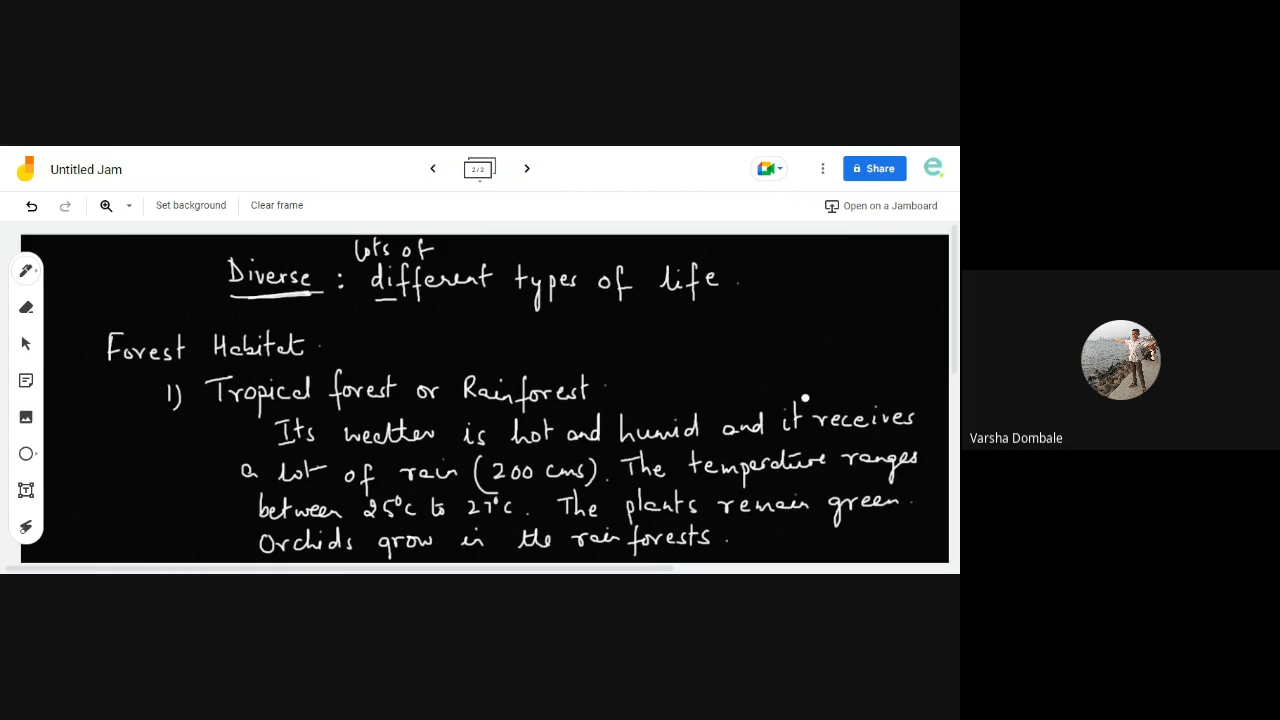 Untitled Jam
2/2
Share
e
Set background
Clear frame
Open on a Jamboard
lots of
Diverse : different types of life.
Forest Habitat.
1) Tropical forest or Rainforest.
Its weather is hot and humid and it receives
a lot of rain (200 cms). The temperature ranges
between 25°C to 27°C. The plants remain green.
Orchids grow in the rainforests.
Varsha Dombale